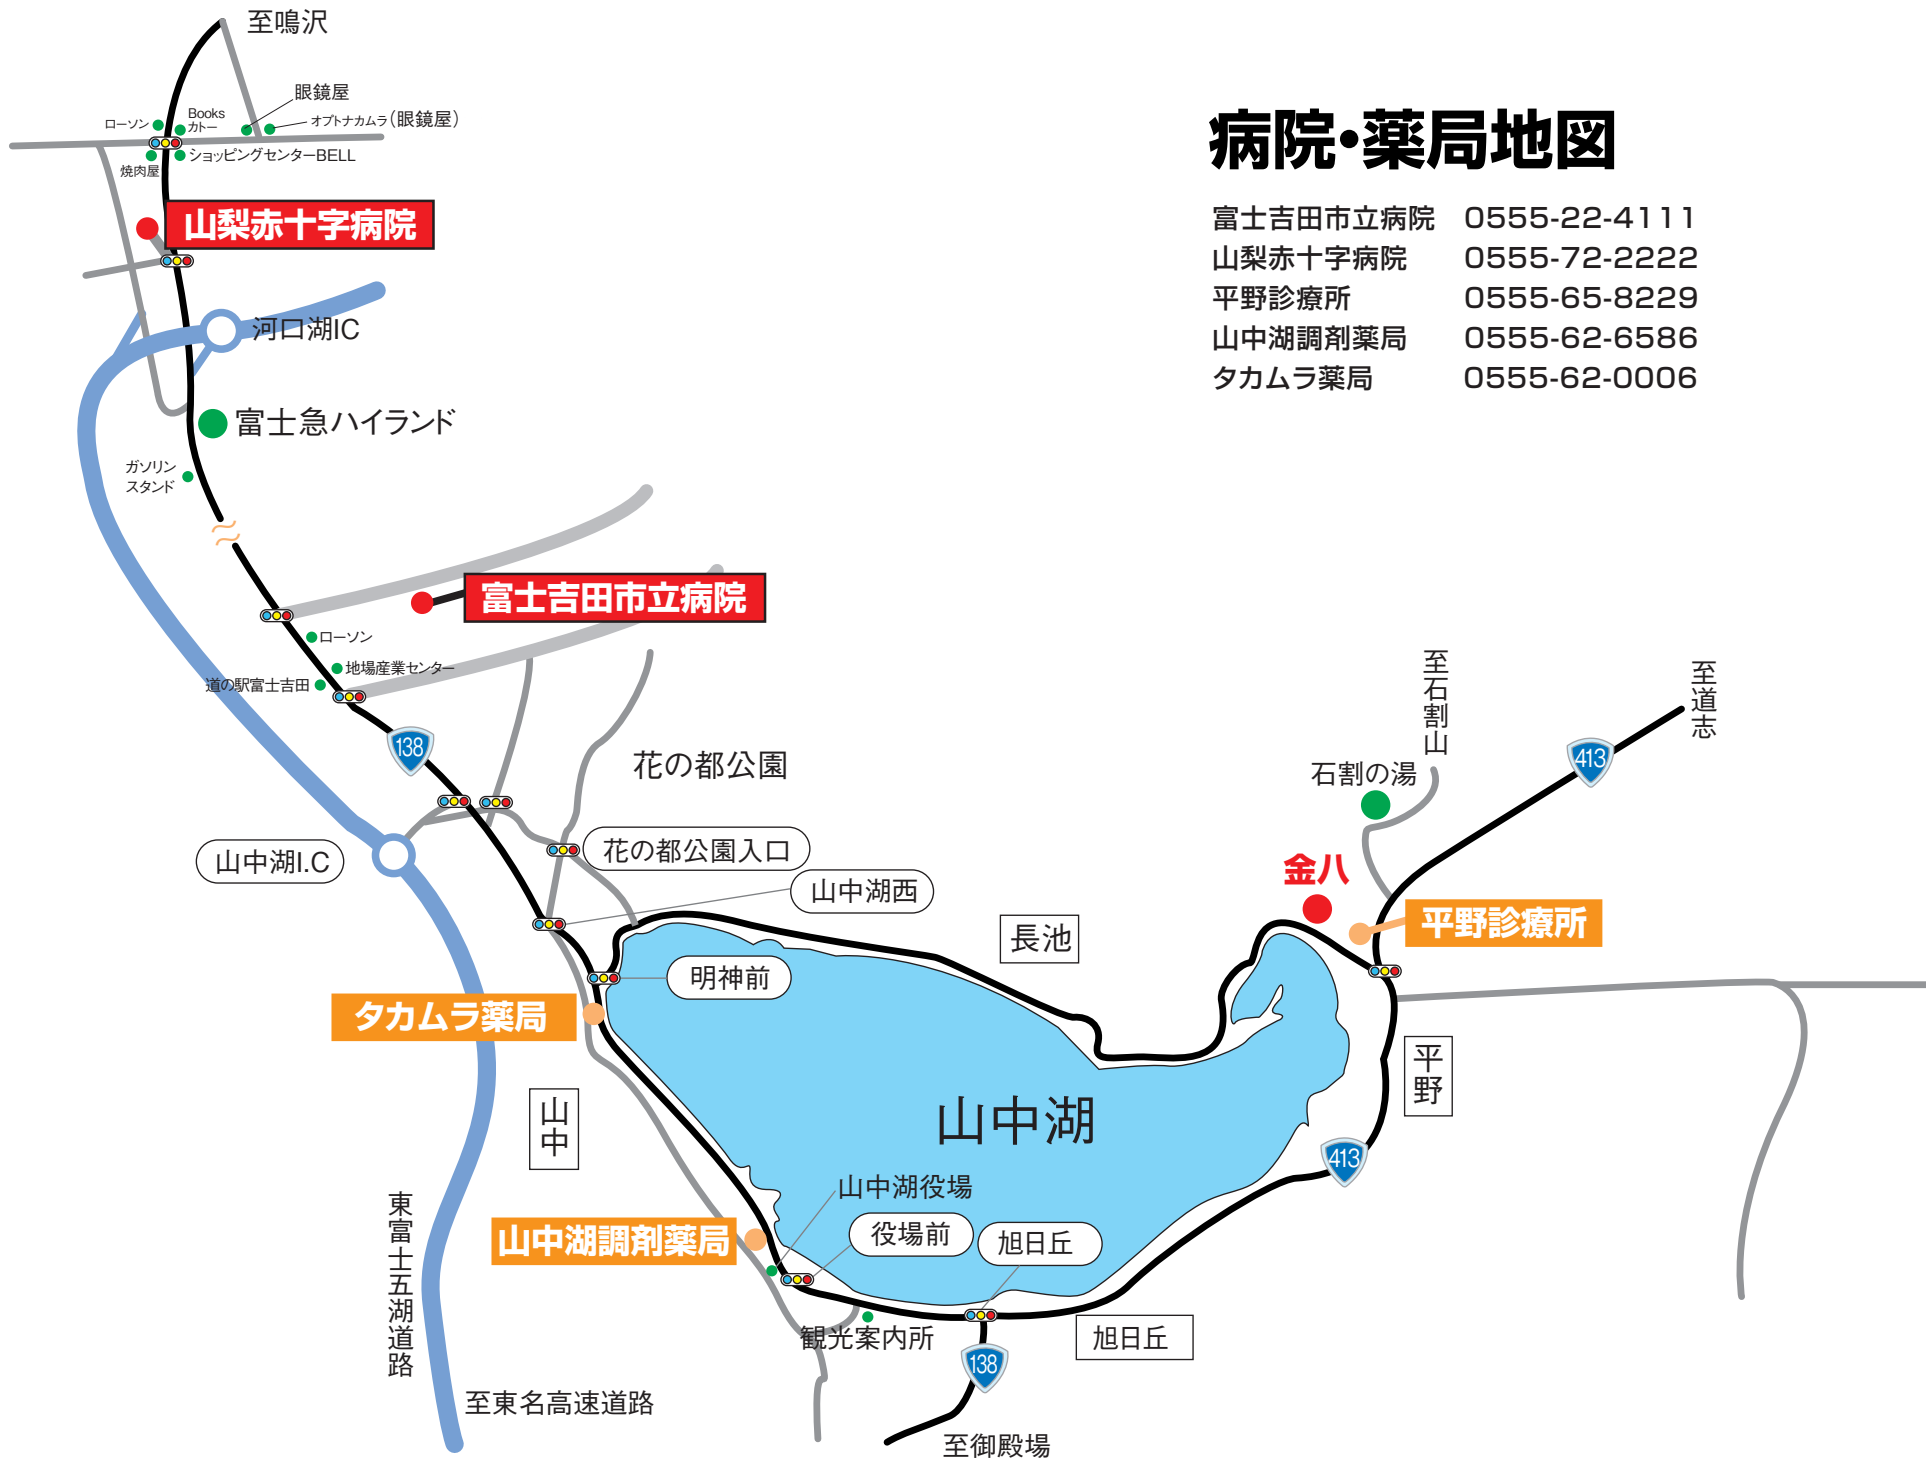 至鳴沢
眼鏡屋
Books
カトー
ローソン
オプトナカムラ(眼鏡屋)
ショッピングセンターBELL
焼肉屋
病院・薬局地図
富士吉田市立病院 0555-22-4111
山梨赤十字病院 0555-72-2222
平野診療所 0555-65-8229
山中湖調剤薬局 0555-62-6586
タカムラ薬局 0555-62-0006
山梨赤十字病院
河口湖IC
富士急ハイランド
ガソリン
スタンド
富士吉田市立病院
ローソン
地場産業センター
道の駅富士吉田
138
花の都公園
至石割山
至道志
413
石割の湯
花の都公園入口
山中湖I.C
山中湖西
金八
平野診療所
長池
明神前
タカムラ薬局
平野
山中
山中湖
413
山中湖役場
東富士五湖道路
山中湖調剤薬局
役場前
旭日丘
観光案内所
旭日丘
138
至東名高速道路
至御殿場